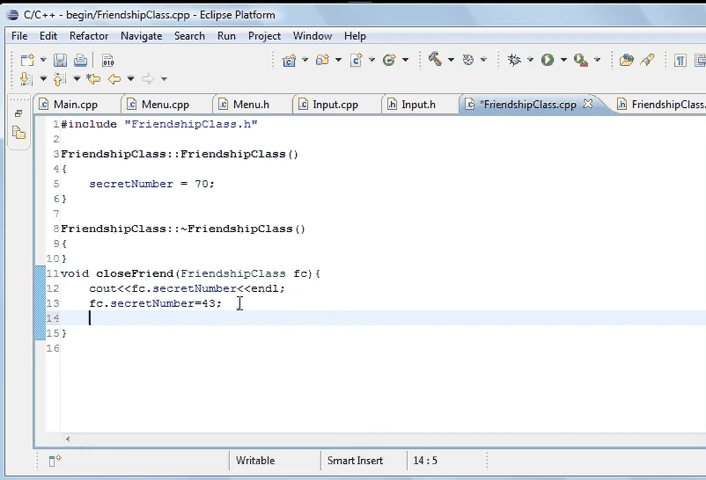 C/C++ - begin/FriendshipClass.cpp - Eclipse Platform
File Edit Refactor Navigate Search Run Project Window Help
Main.cpp Menu.cpp Menu.h Input.cpp Input.h *FriendshipClass.cpp FriendshipClass.
1 #include "FriendshipClass.h"
2
3 FriendshipClass::FriendshipClass()
4 {
5 secretNumber = 70;
6 }
7
8 FriendshipClass::~FriendshipClass()
9 {
10 }
11 void closeFriend(FriendshipClass fc){
12 cout<<fc.secretNumber<<endl;
13 fc.secretNumber=43;
14
15 }
16
Writable Smart Insert 14 : 5